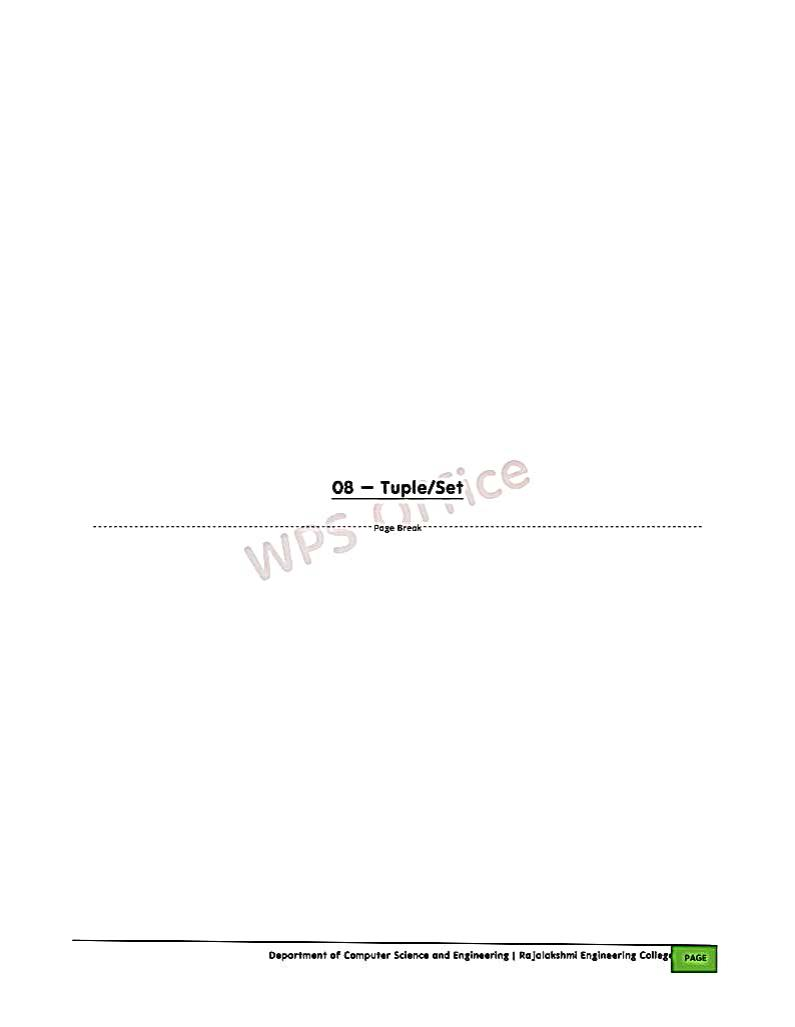 08 – Tuple/Set
Page Break
WPS Office
Department of Computer Science and Engineering | Rajalakshmi Engineering College
PAGE